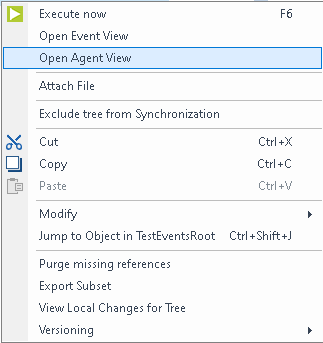 Execute now F6
Open Event View
Open Agent View
Attach File
Exclude tree from Synchronization
Cut Ctrl+X
Copy Ctrl+C
Paste Ctrl+V
Modify
Jump to Object in TestEventsRoot Ctrl+Shift+J
Purge missing references
Export Subset
View Local Changes for Tree
Versioning